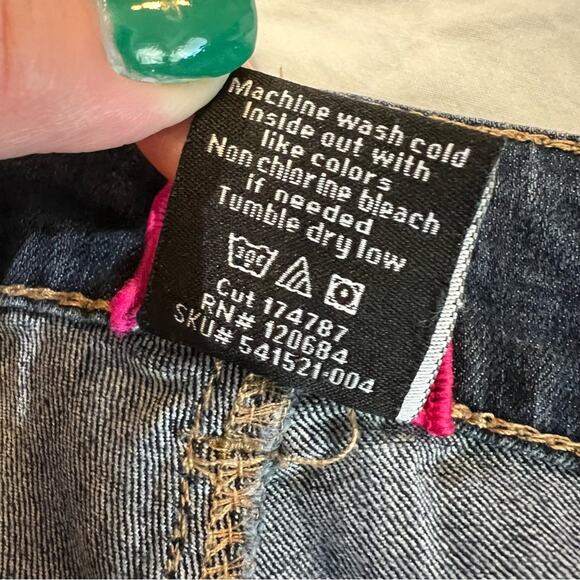 Machine wash cold
Inside out with
like colors
Non chlorine bleach
if needed
Tumble dry low
30C
Cut 174787
RN# 120684
SKU# 541521-004